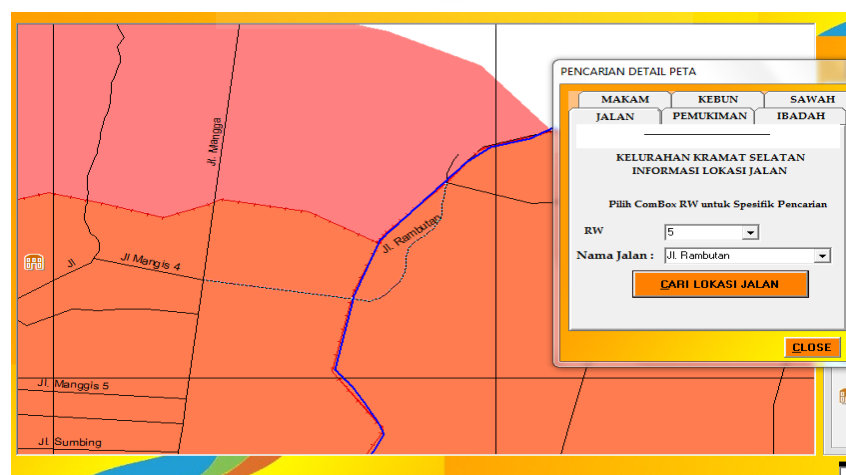 PENCARIAN DETAIL PETA
MAKAM KEBUN SAWAH
JALAN PEMUKIMAN IBADAH
KELURAHAN KRAMAT SELATAN
INFORMASI LOKASI JALAN
Pilih ComBox RW untuk Spesifik Pencarian
RW 5
Nama Jalan : Jl. Rambutan
CARI LOKASI JALAN
CLOSE
Jl. Mangga
Jl. Rambutan
Jl
Jl Mangis 4
Jl. Manggis 5
Jl. Sumbing